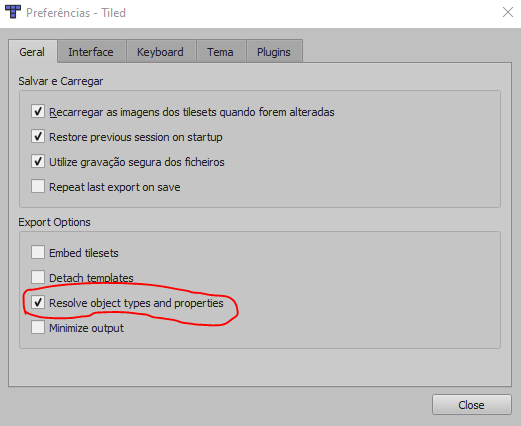 Preferências - Tiled
Geral Interface Keyboard Tema Plugins
Salvar e Carregar
Recarregar as imagens dos tilesets quando forem alteradas
Restore previous session on startup
Utilize gravação segura dos ficheiros
Repeat last export on save
Export Options
Embed tilesets
Detach templates
Resolve object types and properties
Minimize output
Close